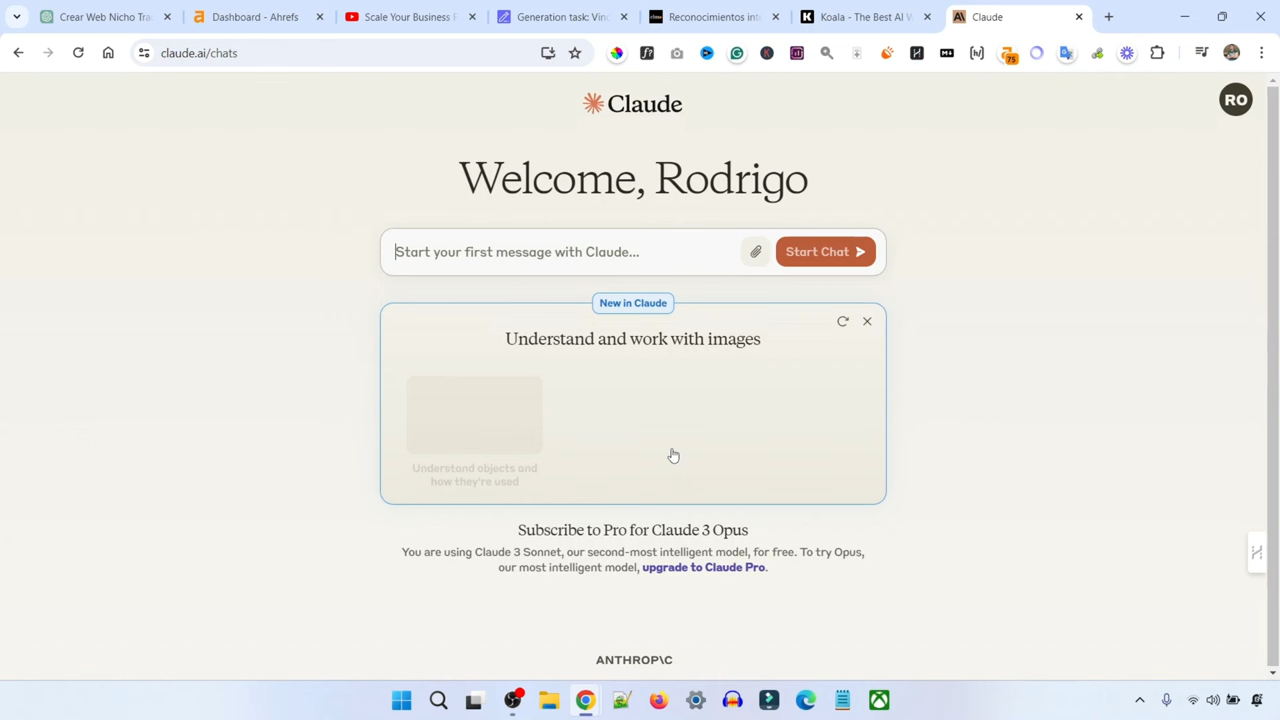 Crear Web Nicho Tra
Dashboard - Ahrefs
Scale Your Business
Generation task: Vinc
Reconocimientos int
Koala - The Best AI W
Claude
claude.ai/chats
75
Claude
RO
Welcome, Rodrigo
Start your first message with Claude...
Start Chat
New in Claude
Understand and work with images
Understand objects and
how they're used
Subscribe to Pro for Claude 3 Opus
You are using Claude 3 Sonnet, our second-most intelligent model, for free. To try Opus,
our most intelligent model, upgrade to Claude Pro.
ANTHROP\C